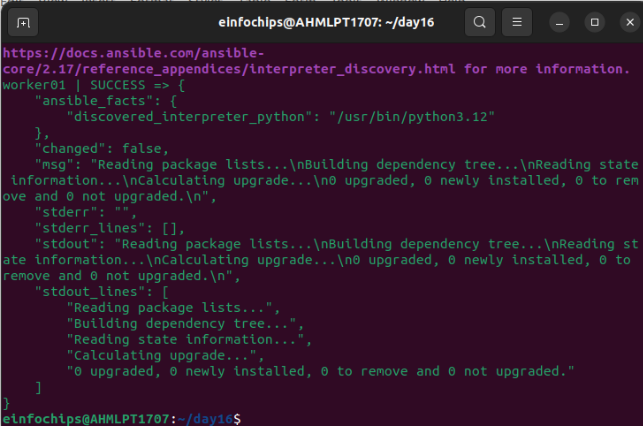 einfochips@AHMLPT1707: ~/day16
https://docs.ansible.com/ansible-
core/2.17/reference_appendices/interpreter_discovery.html for more information.
worker01 | SUCCESS => {
    "ansible_facts": {
        "discovered_interpreter_python": "/usr/bin/python3.12"
    },
    "changed": false,
    "msg": "Reading package lists...\nBuilding dependency tree...\nReading state
 information...\nCalculating upgrade...\n0 upgraded, 0 newly installed, 0 to rem
ove and 0 not upgraded.\n",
    "stderr": "",
    "stderr_lines": [],
    "stdout": "Reading package lists...\nBuilding dependency tree...\nReading st
ate information...\nCalculating upgrade...\n0 upgraded, 0 newly installed, 0 to
remove and 0 not upgraded.\n",
    "stdout_lines": [
        "Reading package lists...",
        "Building dependency tree...",
        "Reading state information...",
        "Calculating upgrade...",
        "0 upgraded, 0 newly installed, 0 to remove and 0 not upgraded."
    ]
}
einfochips@AHMLPT1707:~/day16$